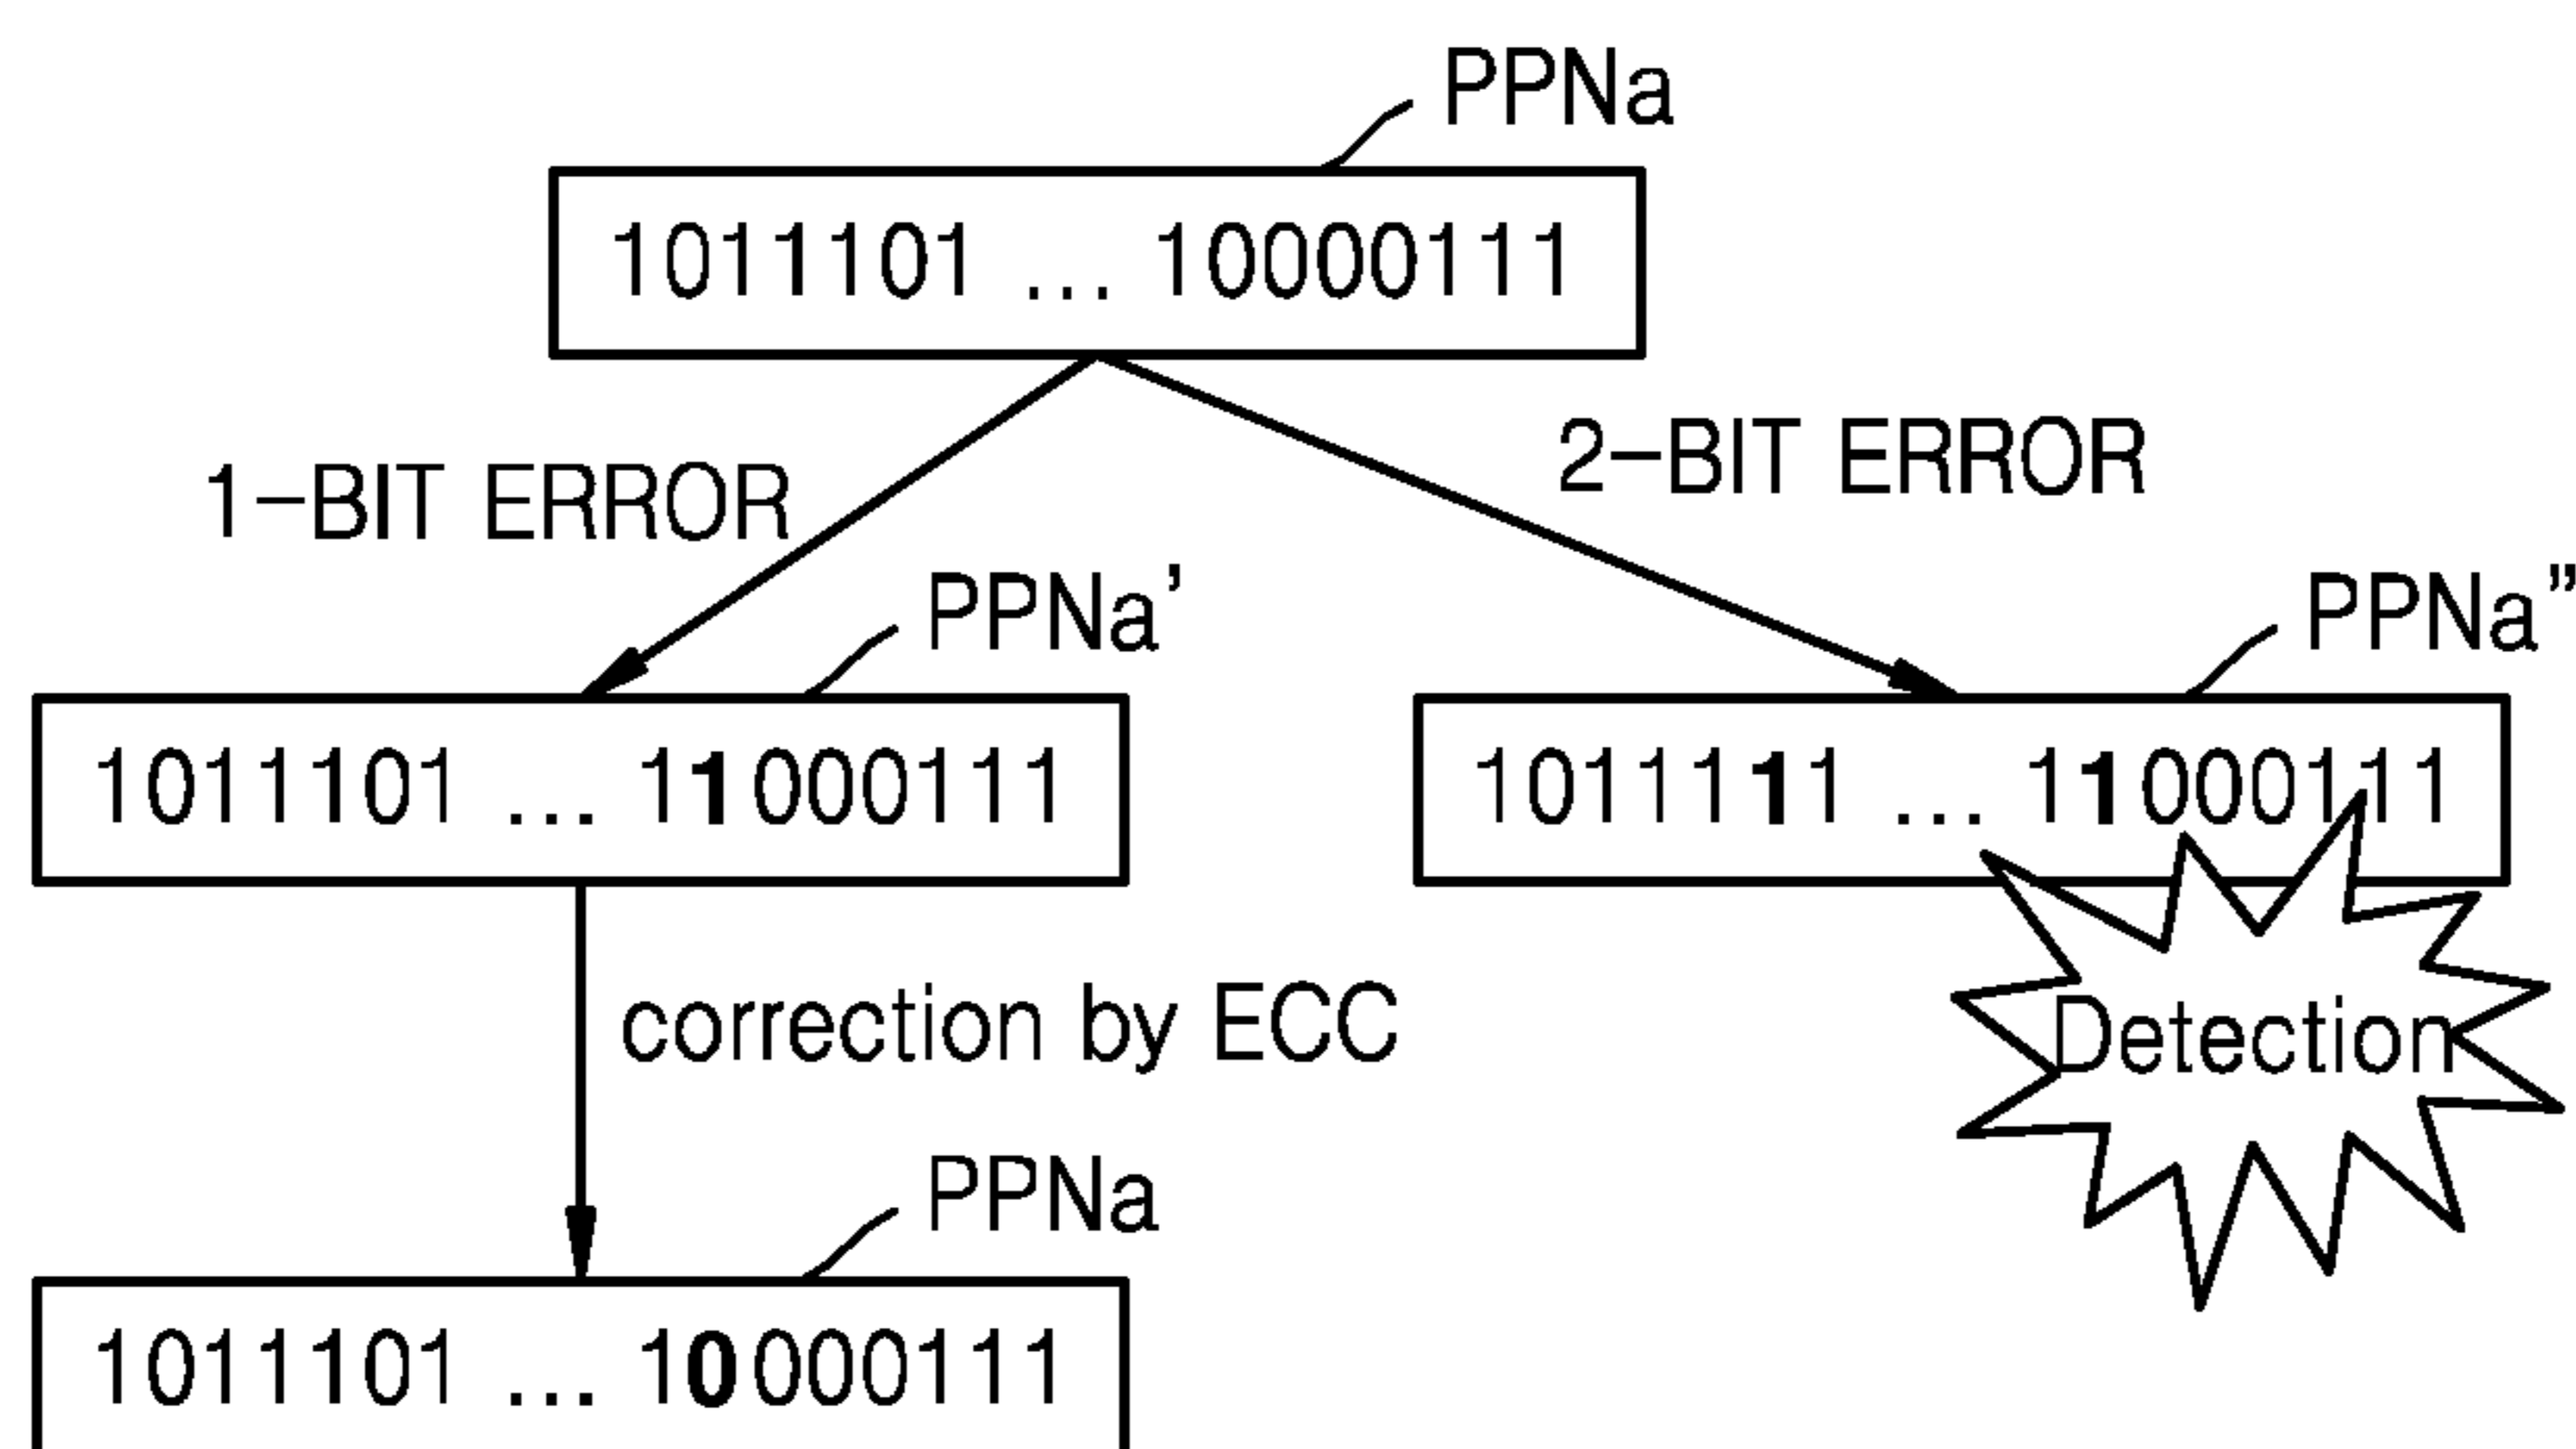 PPNa
1011101 ... 10000111
1-BIT ERROR
2-BIT ERROR
PPNa’
PPNa”
1011101 ... 11000111
1011111 ... 11000111
correction by ECC
Detection
PPNa
1011101 ... 10000111